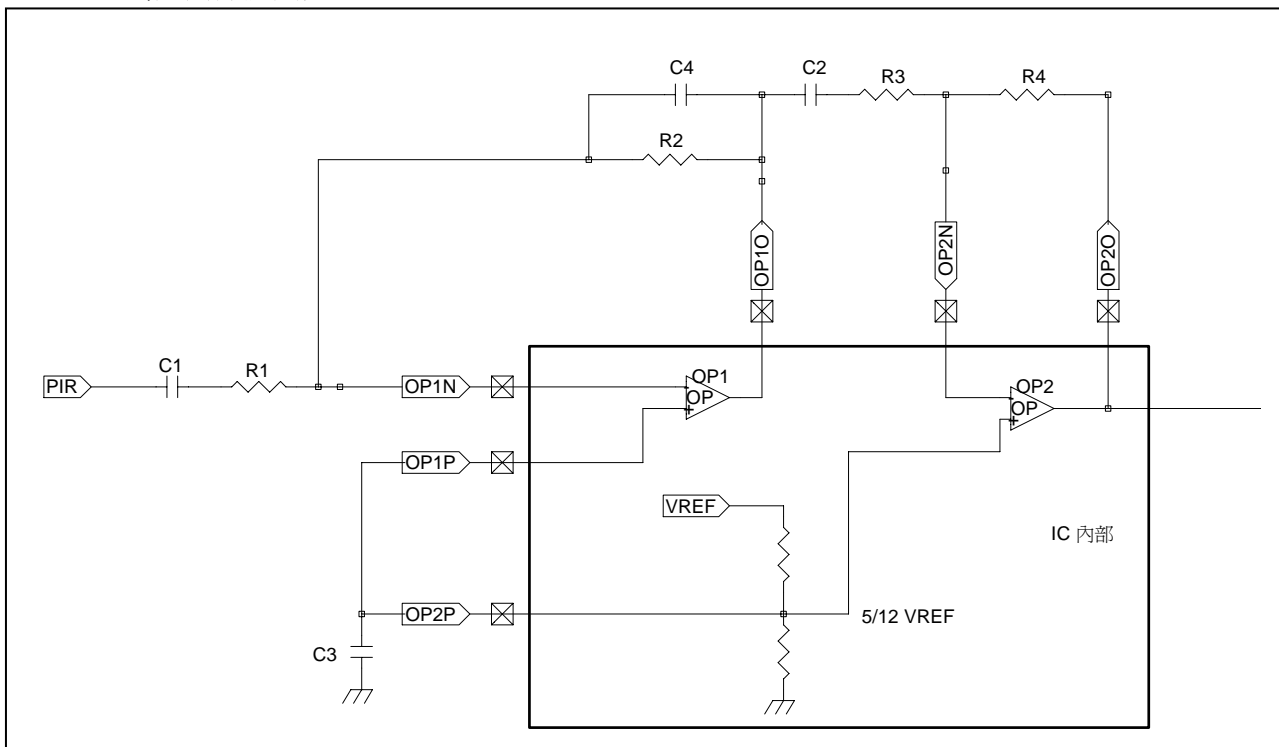 C4
C2
R3
R4
R2
OP1O
OP2N
OP2O
C1
R1
PIR
OP1N
-
OP1
OP
+
OP2
-
OP
+
OP1P
VREF
IC 內部
OP2P
5/12 VREF
C3